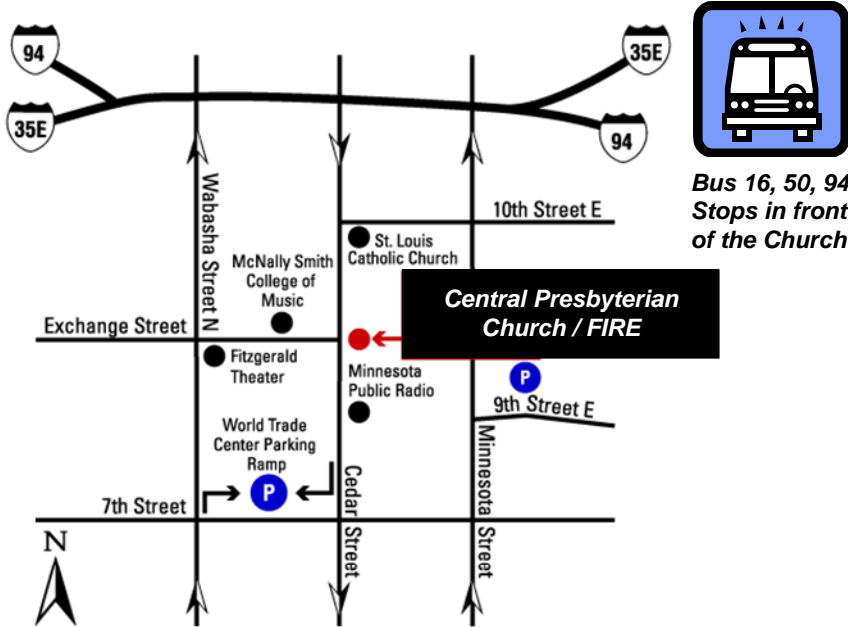 94
35E
35E
94
Bus 16, 50, 94
Stops in front
of the Church
Wabasha Street N
10th Street E
St. Louis
Catholic Church
McNally Smith
College of
Music
Central Presbyterian
Church / FIRE
Exchange Street
Fitzgerald
Theater
Minnesota
Public Radio
P
9th Street E
World Trade
Center Parking
Ramp
P
7th Street
Cedar Street
Minnesota Street
N